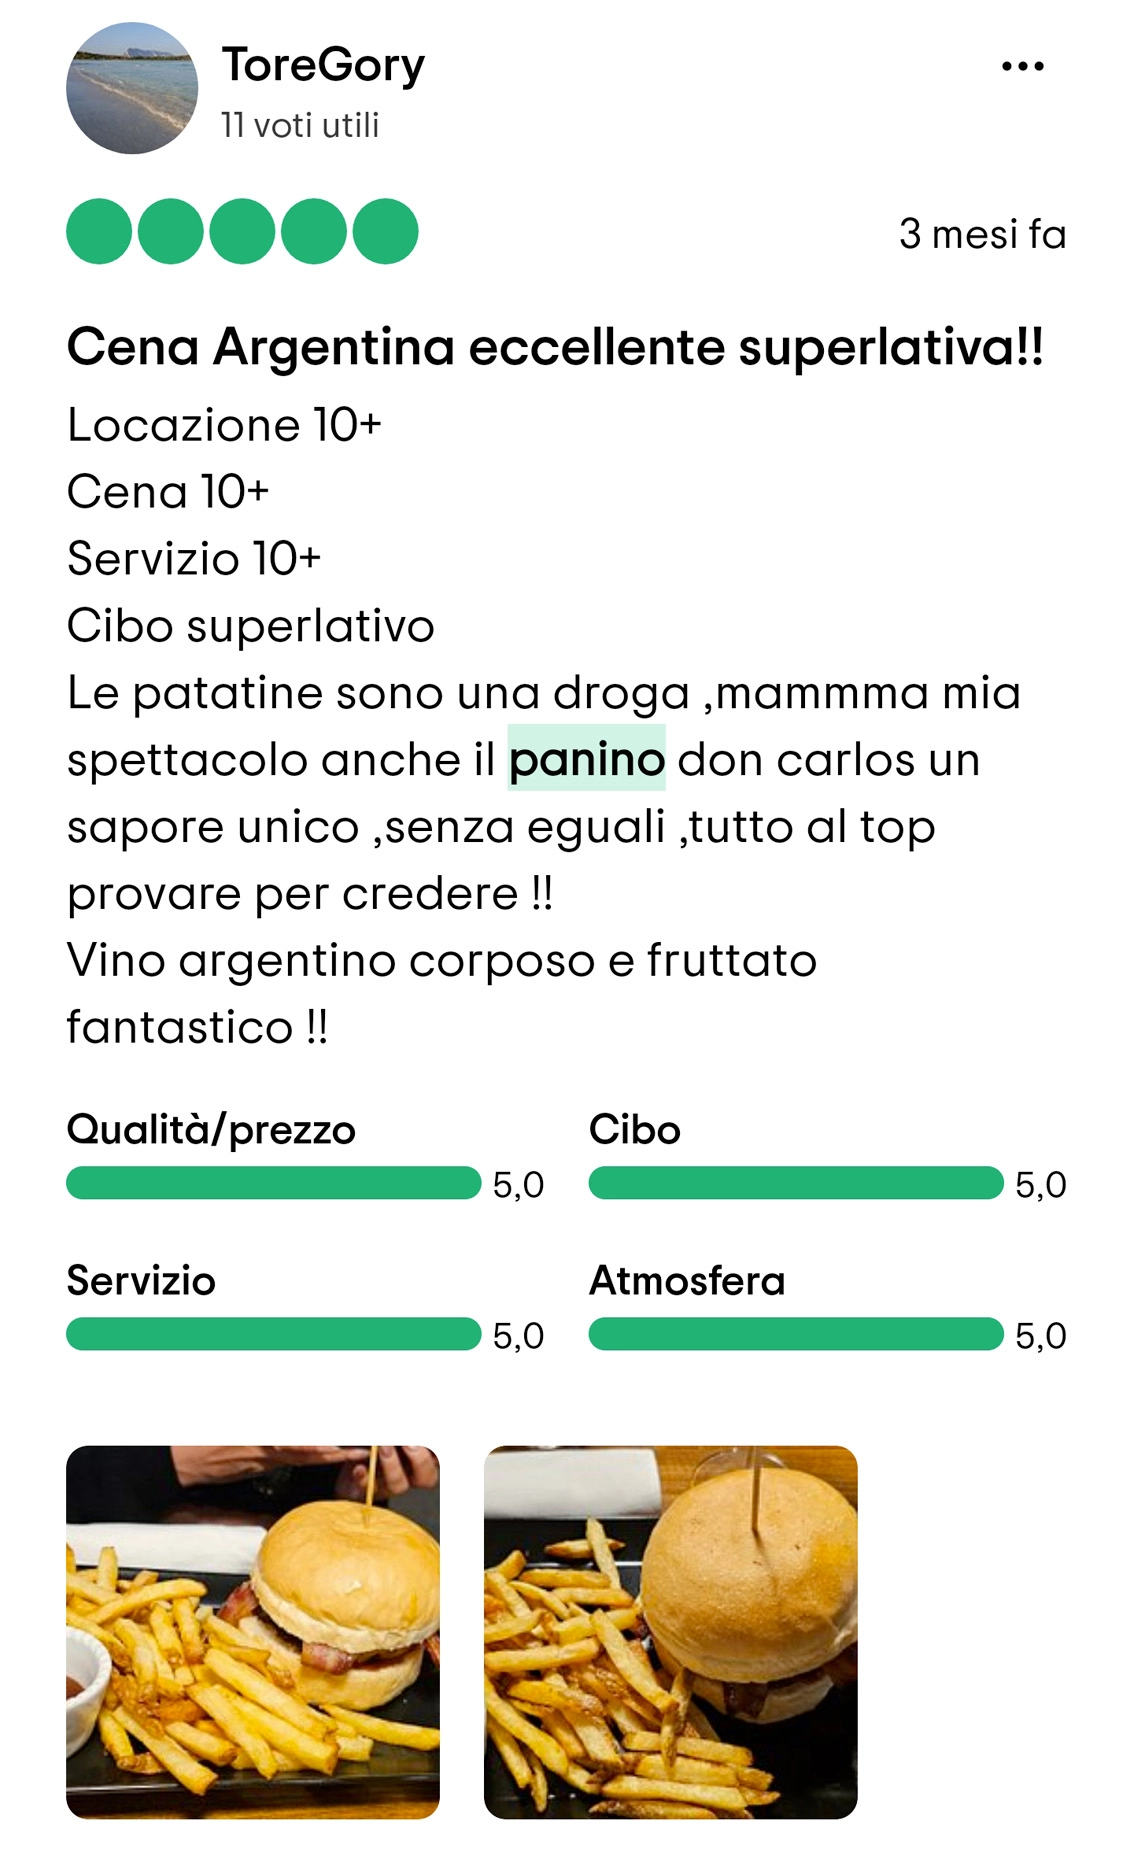 ToreGory
11 voti utili
3 mesi fa
Cena Argentina eccellente superlativa!!
Locazione 10+
Cena 10+
Servizio 10+
Cibo superlativo
Le patatine sono una droga ,mammma mia
spettacolo anche il panino don carlos un
sapore unico ,senza eguali ,tutto al top
provare per credere !!
Vino argentino corposo e fruttato
fantastico !!
Qualità/prezzo
5,0
Cibo
5,0
Servizio
5,0
Atmosfera
5,0